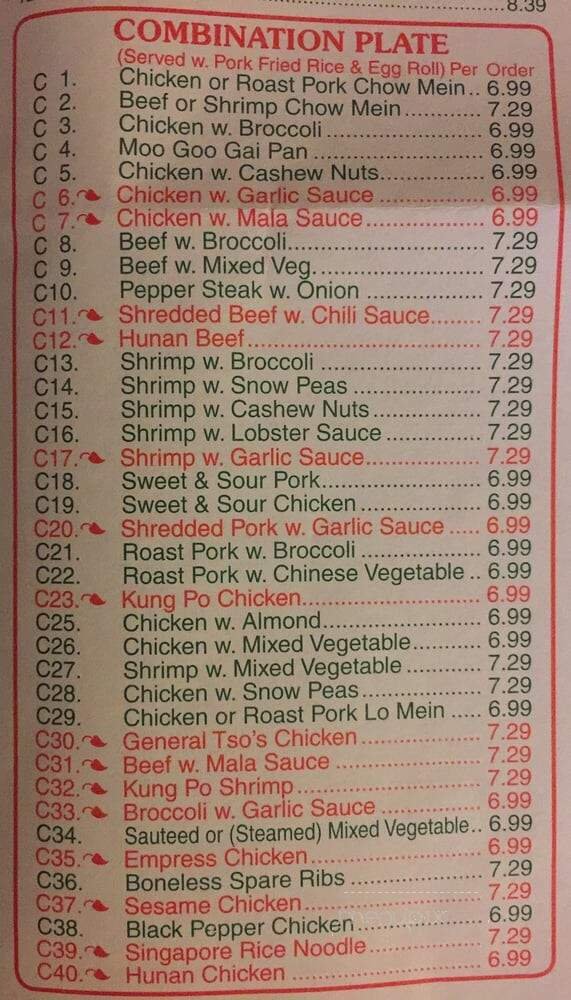 8.39
COMBINATION PLATE
(Served w. Pork Fried Rice & Egg Roll) Per Order
C 1. Chicken or Roast Pork Chow Mein.. 6.99
C 2. Beef or Shrimp Chow Mein............ 7.29
C 3. Chicken w. Broccoli ........................ 6.99
C 4. Moo Goo Gai Pan .......................... 6.99
C 5. Chicken w. Cashew Nuts................ 6.99
C 6. Chicken w. Garlic Sauce ................ 6.99
C 7. Chicken w. Mala Sauce.................. 6.99
C 8. Beef w. Broccoli.............................. 7.29
C 9. Beef w. Mixed Veg.......................... 7.29
C10. Pepper Steak w. Onion .................. 7.29
C11. Shredded Beef w. Chili Sauce........ 7.29
C12. Hunan Beef.................................... 7.29
C13. Shrimp w. Broccoli ......................... 7.29
C14. Shrimp w. Snow Peas .................... 7.29
C15. Shrimp w. Cashew Nuts ................. 7.29
C16. Shrimp w. Lobster Sauce ............... 7.29
C17. Shrimp w. Garlic Sauce.................. 7.29
C18. Sweet & Sour Pork......................... 6.99
C19. Sweet & Sour Chicken ................... 6.99
C20. Shredded Pork w. Garlic Sauce ..... 6.99
C21. Roast Pork w. Broccoli ................... 6.99
C22. Roast Pork w. Chinese Vegetable .. 6.99
C23. Kung Po Chicken............................ 6.99
C25. Chicken w. Almond......................... 6.99
C26. Chicken w. Mixed Vegetable........... 6.99
C27. Shrimp w. Mixed Vegetable ............ 7.29
C28. Chicken w. Snow Peas................... 7.29
C29. Chicken or Roast Pork Lo Mein ..... 6.99
C30. General Tso's Chicken ................... 7.29
C31. Beef w. Mala Sauce ....................... 7.29
C32. Kung Po Shrimp............................. 7.29
C33. Broccoli w. Garlic Sauce ................ 6.99
C34. Sauteed or (Steamed) Mixed Vegetable.. 6.99
C35. Empress Chicken........................... 6.99
C36. Boneless Spare Ribs ..................... 7.29
C37. Sesame Chicken............................ 7.29
C38. Black Pepper Chicken.................... 6.99
C39. Singapore Rice Noodle.................. 7.29
C40. Hunan Chicken .............................. 6.99